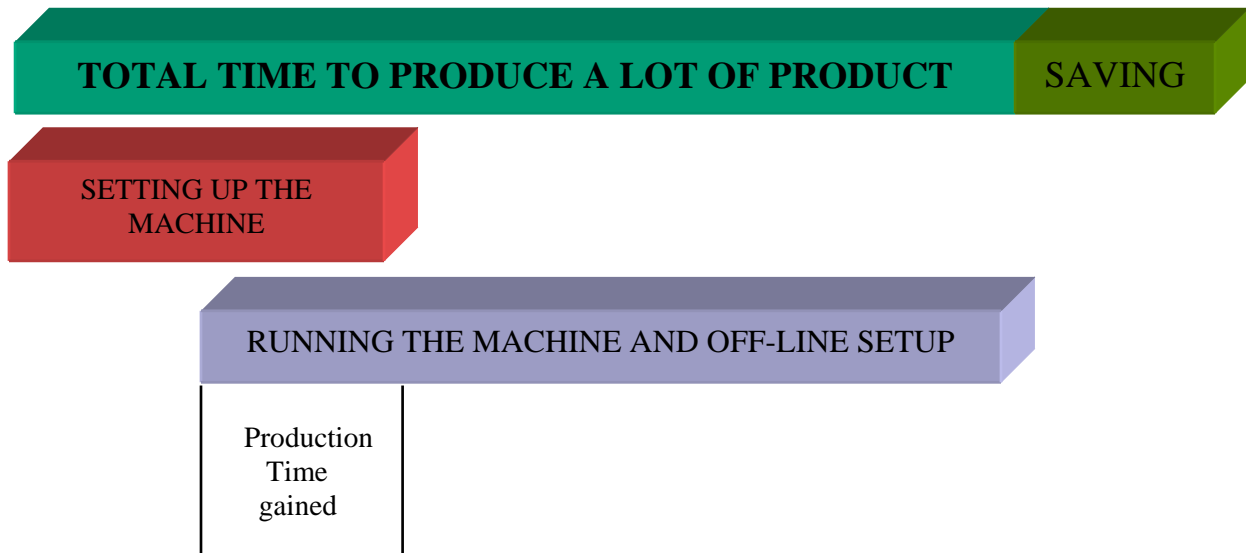 TOTAL TIME TO PRODUCE A LOT OF PRODUCT
SAVING
SETTING UP THE
MACHINE
RUNNING THE MACHINE AND OFF-LINE SETUP
Production
Time
gained